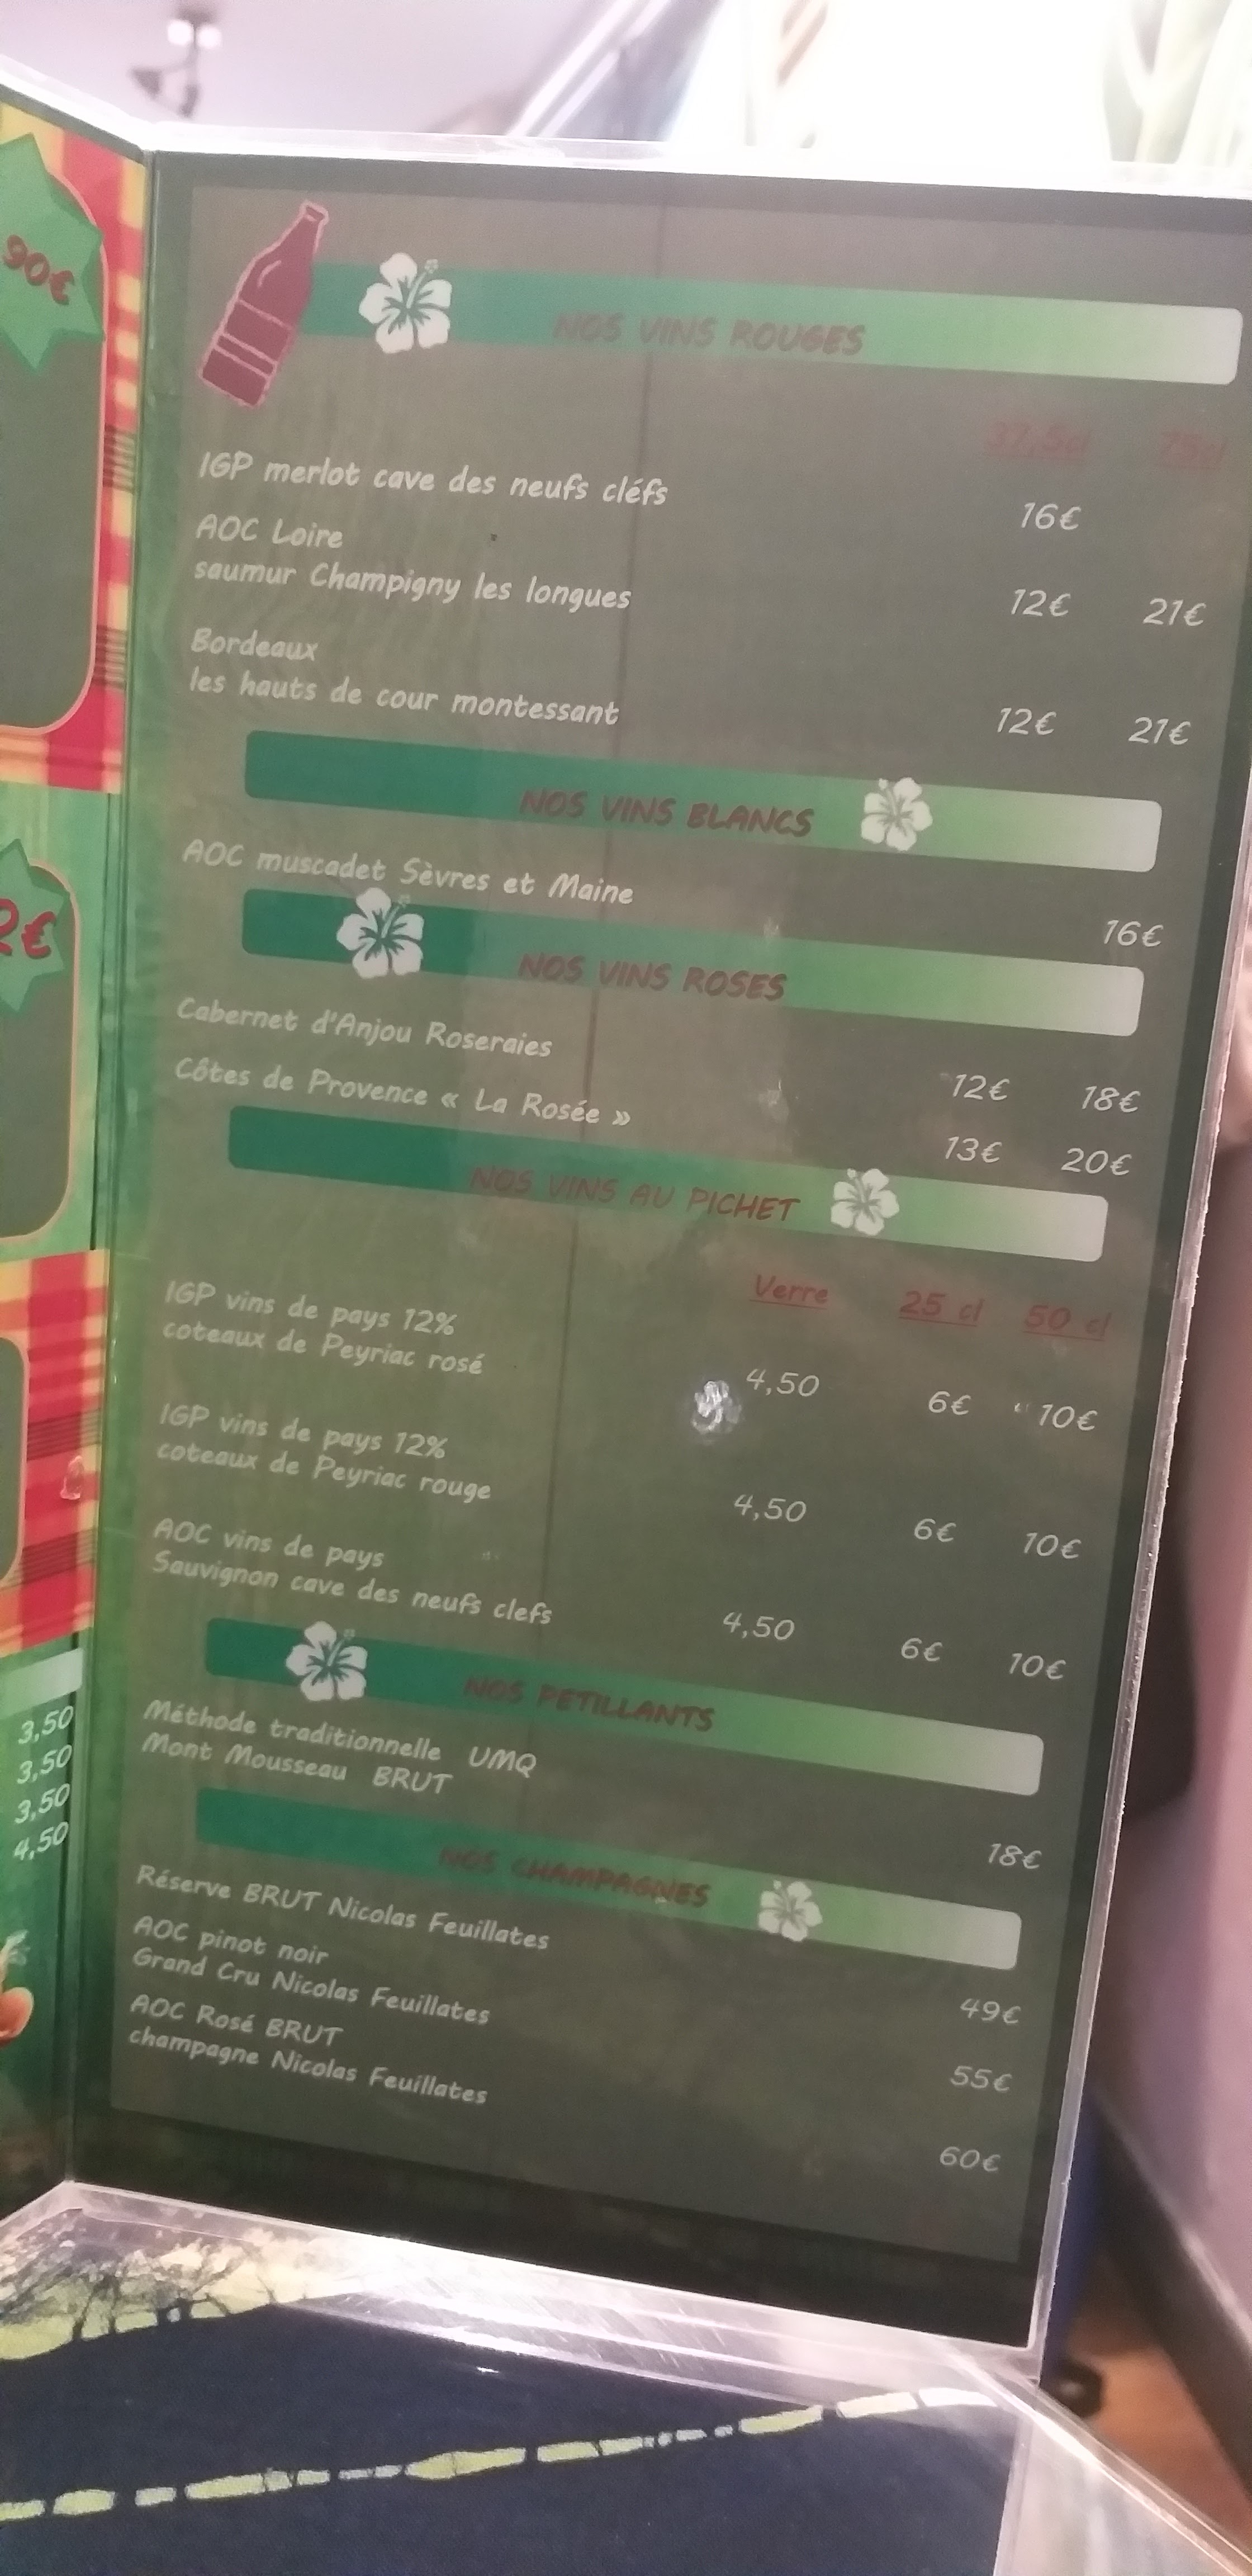 90€
2€
3,50
3,50
3,50
4,50
NOS VINS ROUGES
37,5cl 75cl
IGP merlot cave des neufs cléfs 16€
AOC Loire
saumur Champigny les longues 12€ 21€
Bordeaux
les hauts de cour montessant 12€ 21€
NOS VINS BLANCS
AOC muscadet Sèvres et Maine 16€
NOS VINS ROSES
Cabernet d'Anjou Roseraies 12€ 18€
Côtes de Provence « La Rosée » 13€ 20€
NOS VINS AU PICHET
Verre 25 cl 50 cl
IGP vins de pays 12%
coteaux de Peyriac rosé 4,50 6€ 10€
IGP vins de pays 12%
coteaux de Peyriac rouge 4,50 6€ 10€
AOC vins de pays
Sauvignon cave des neufs clefs 4,50 6€ 10€
NOS PETILLANTS
Méthode traditionnelle UMQ
Mont Mousseau BRUT 18€
NOS CHAMPAGNES
Réserve BRUT Nicolas Feuillates 49€
AOC pinot noir
Grand Cru Nicolas Feuillates 55€
AOC Rosé BRUT
champagne Nicolas Feuillates 60€